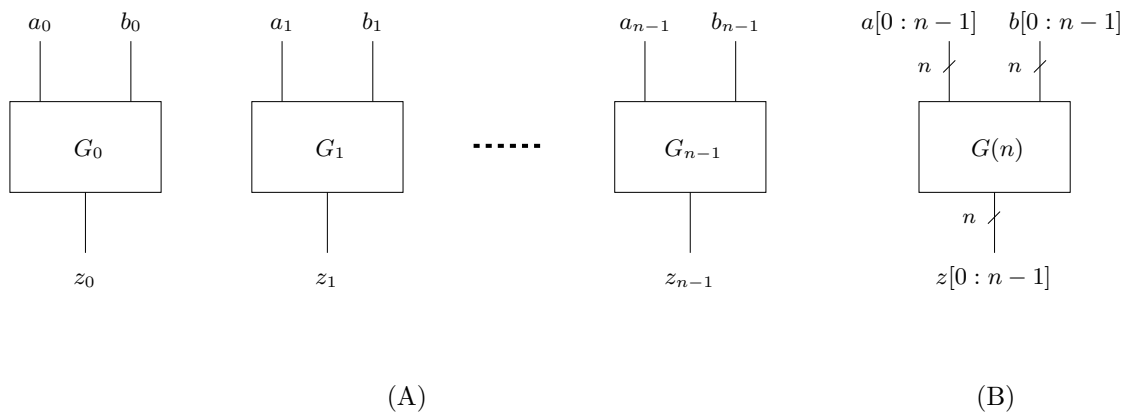 a₀ b₀ a₁ b₁ aₙ₋₁ bₙ₋₁ a[0 : n − 1] b[0 : n − 1]
n n
G₀ G₁ Gₙ₋₁ G(n)
n
z₀ z₁ zₙ₋₁ z[0 : n − 1]
(A) (B)